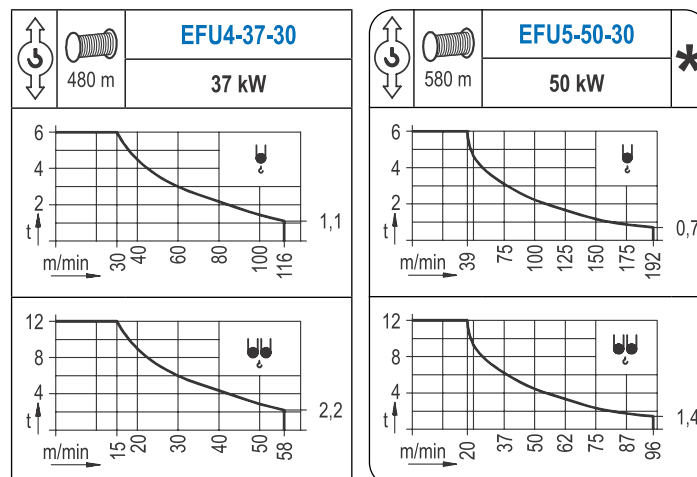 EFU4-37-30
480 m
37 kW
6
4
2
t
1,1
m/min
30 40 60 80 100 116
12
8
4
t
2,2
m/min
15 20 30 40 50 58
EFU5-50-30
*
580 m
50 kW
6
4
2
t
0,7
m/min
39 75 100 125 150 175 192
12
8
4
t
1,4
m/min
20 37 50 62 75 87 96